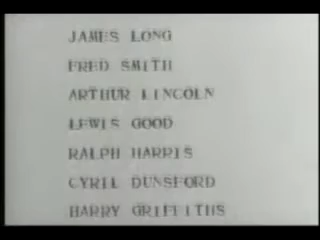 JAMES LONG
FRED SMITH
ARTHUR LINCOLN
LEWIS GOOD
RALPH HARRIS
CYRIL DUNSFORD
HARRY GRIFFITHS